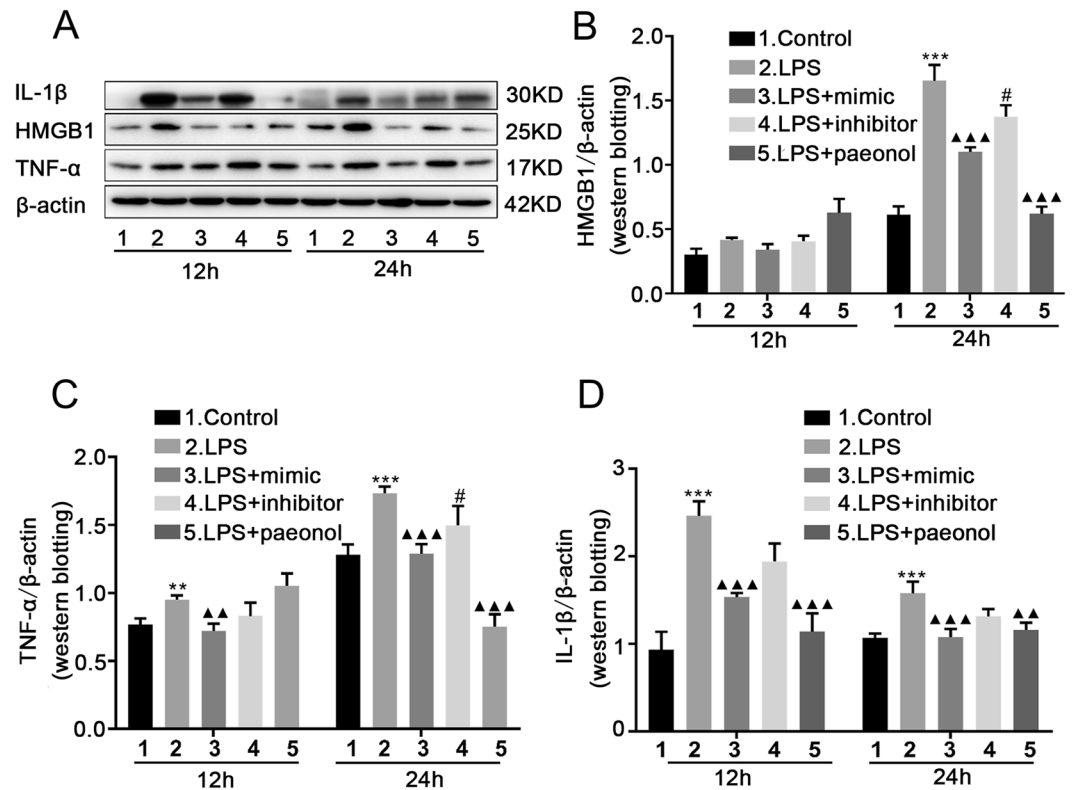 A
IL-1β
30KD
HMGB1
25KD
TNF-α
17KD
β-actin
42KD
1 2 3 4 5 1 2 3 4 5
12h 24h
B
1.Control
2.LPS
3.LPS+mimic
4.LPS+inhibitor
5.LPS+paeonol
HMGB1/β-actin
(western blotting)
2.0
1.5
1.0
0.5
0.0
***
▲▲▲
#
▲▲▲
1 2 3 4 5 1 2 3 4 5
12h 24h
C
1.Control
2.LPS
3.LPS+mimic
4.LPS+inhibitor
5.LPS+paeonol
TNF-α/β-actin
(western blotting)
2.0
1.5
1.0
0.5
0.0
**
▲▲
***
▲▲▲
#
▲▲▲
1 2 3 4 5 1 2 3 4 5
12h 24h
D
1.Control
2.LPS
3.LPS+mimic
4.LPS+inhibitor
5.LPS+paeonol
IL-1β/β-actin
(western blotting)
3
2
1
0
***
▲▲▲
▲▲▲
***
▲▲▲
▲▲
1 2 3 4 5 1 2 3 4 5
12h 24h